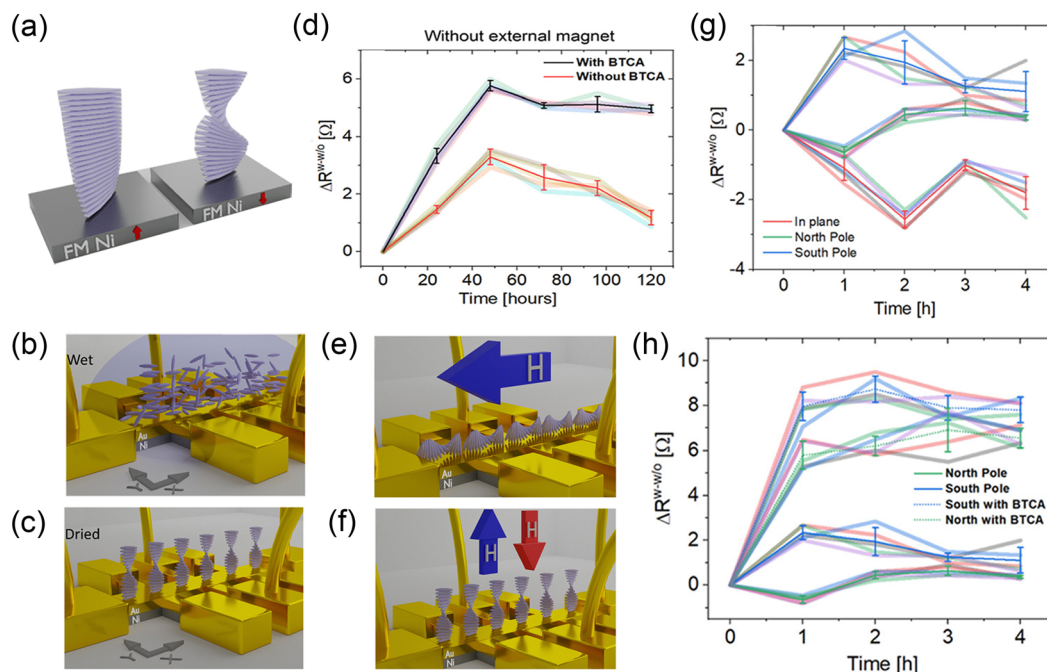 (a)
FM Ni
FM Ni
(d)
Without external magnet
With BTCA
Without BTCA
ΔR^w-w/o [Ω]
6
4
2
0
0 20 40 60 80 100 120
Time [hours]
(g)
ΔR^w-w/o [Ω]
2
0
-2
-4
In plane
North Pole
South Pole
0 1 2 3 4
Time [h]
(b)
Wet
Au
Ni
Y X
(e)
H
Au
Ni
(c)
Dried
Au
Ni
Y X
(f)
H H
Au
Ni
(h)
ΔR^w-w/o [Ω]
10
8
6
4
2
0
North Pole
South Pole
South with BTCA
North with BTCA
0 1 2 3 4
Time [h]